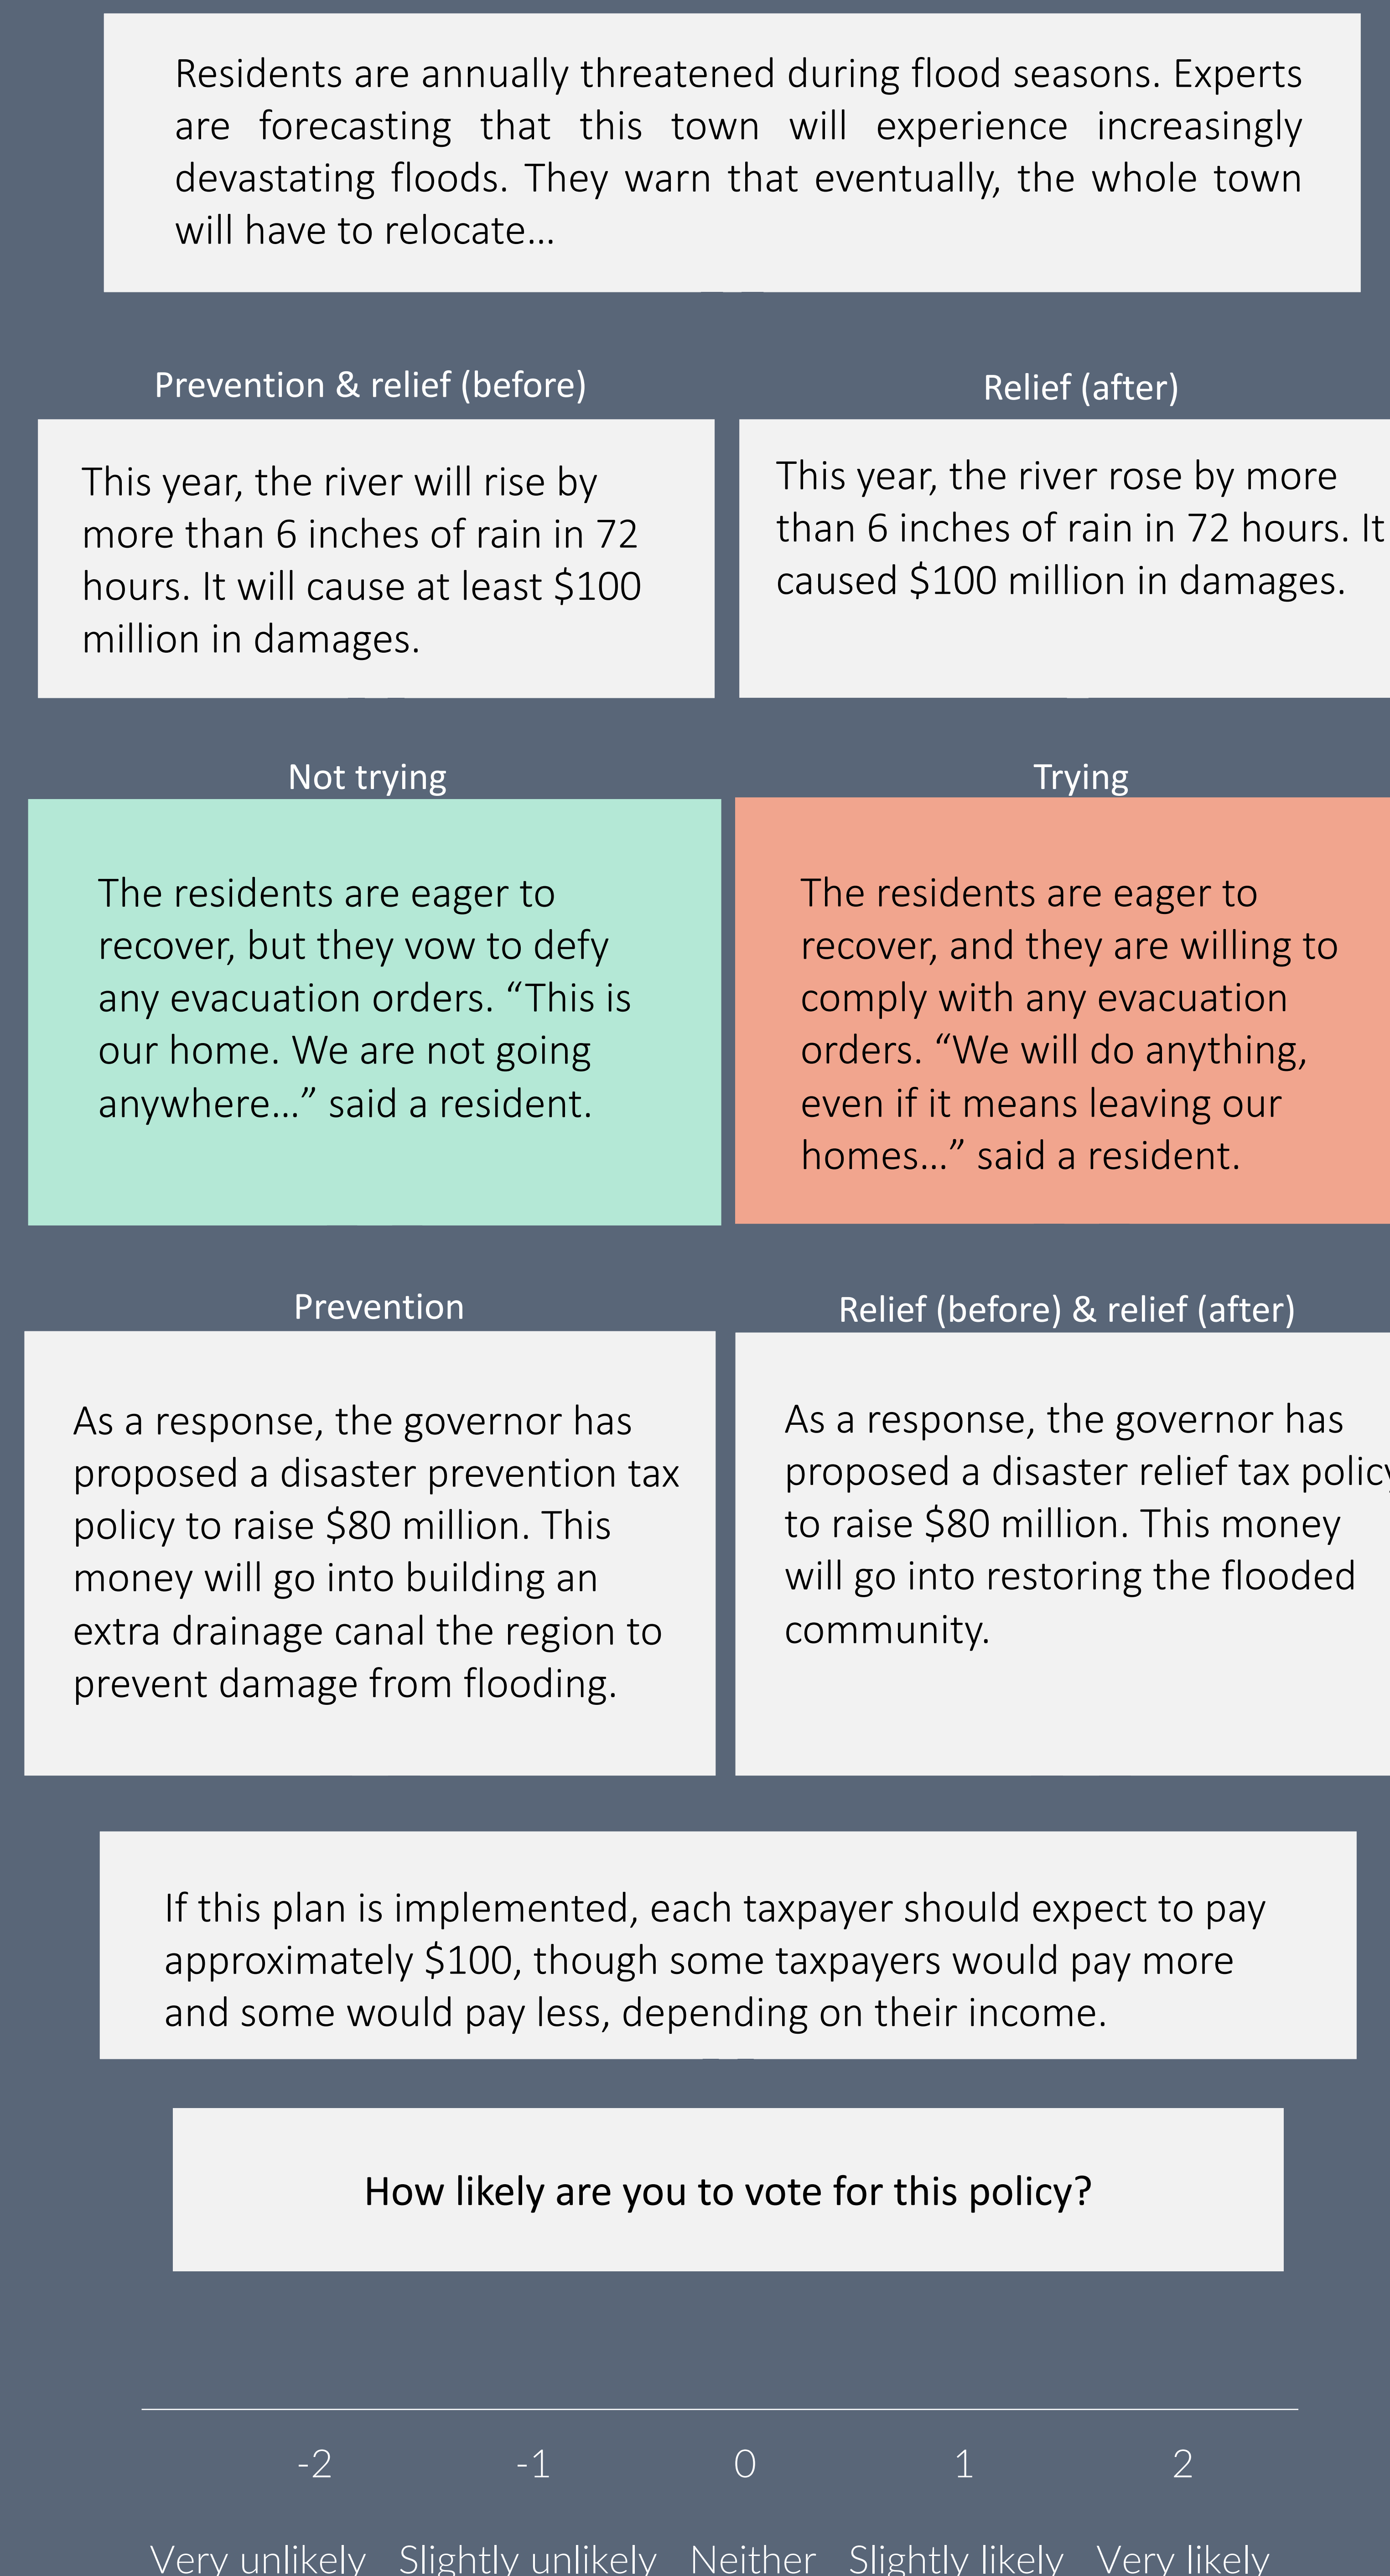 Residents are annually threatened during flood seasons. Experts
are forecasting that this town will experience increasingly
devastating floods. They warn that eventually, the whole town
will have to relocate…
Prevention & relief (before)
This year, the river will rise by
more than 6 inches of rain in 72
hours. It will cause at least $100
million in damages.
Relief (after)
This year, the river rose by more
than 6 inches of rain in 72 hours. It
caused $100 million in damages.
Not trying
The residents are eager to
recover, but they vow to defy
any evacuation orders. “This is
our home. We are not going
anywhere…” said a resident.
Trying
The residents are eager to
recover, and they are willing to
comply with any evacuation
orders. “We will do anything,
even if it means leaving our
homes…” said a resident.
Prevention
As a response, the governor has
proposed a disaster prevention tax
policy to raise $80 million. This
money will go into building an
extra drainage canal the region to
prevent damage from flooding.
Relief (before) & relief (after)
As a response, the governor has
proposed a disaster relief tax policy
to raise $80 million. This money
will go into restoring the flooded
community.
If this plan is implemented, each taxpayer should expect to pay
approximately $100, though some taxpayers would pay more
and some would pay less, depending on their income.
How likely are you to vote for this policy?
-2 -1 0 1 2
Very unlikely Slightly unlikely Neither Slightly likely Very likely